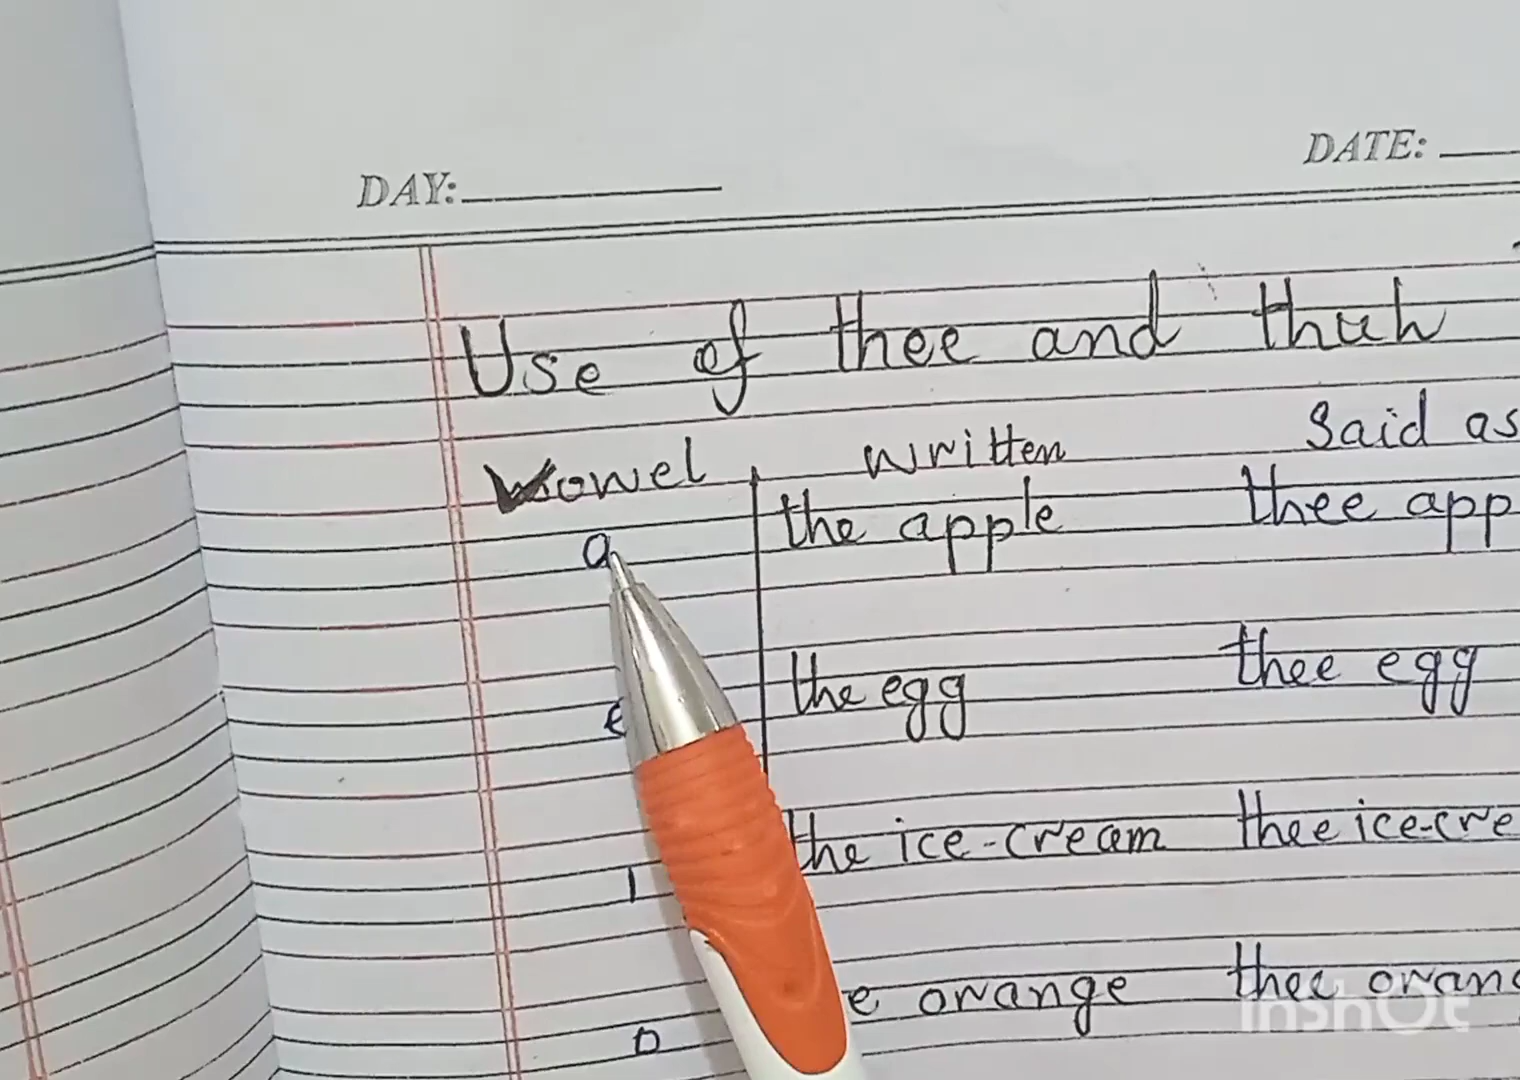 DAY: DATE:
Use of thee and thuh
Vowel written Said as
a the apple thee app
e the egg thee egg
i the ice-cream thee ice-cre
o e orange thee orang
InShOt